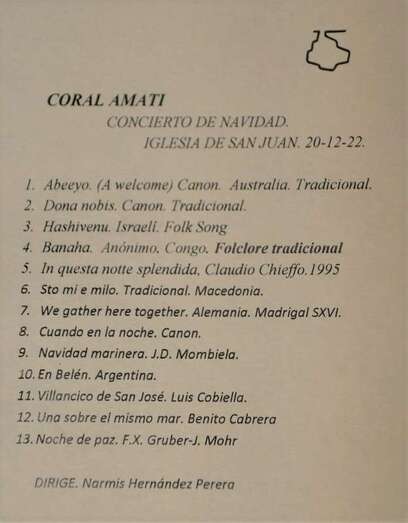 CORAL AMATI
CONCIERTO DE NAVIDAD.
IGLESIA DE SAN JUAN. 20-12-22.
1. Abeeyo. (A welcome) Canon. Australia. Tradicional.
2. Dona nobis. Canon. Tradicional.
3. Hashivenu. Israelí. Folk Song
4. Banaha. Anónimo. Congo. Folclore tradicional
5. In questa notte splendida, Claudio Chieffo.1995
6. Sto mi e milo. Tradicional. Macedonia.
7. We gather here together. Alemania. Madrigal SXVI.
8. Cuando en la noche. Canon.
9. Navidad marinera. J.D. Mombiela.
10. En Belén. Argentina.
11. Villancico de San José. Luis Cobiella.
12. Una sobre el mismo mar. Benito Cabrera
13. Noche de paz. F.X. Gruber-J. Mohr
DIRIGE. Narmis Hernández Perera